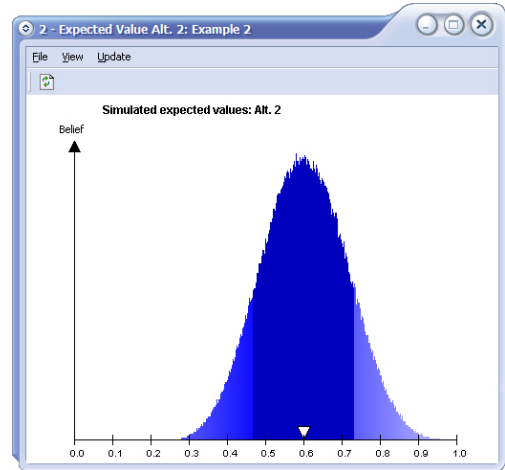 2 - Expected Value Alt. 2: Example 2
File View Update
Simulated expected values: Alt. 2
Belief
0.0 0.1 0.2 0.3 0.4 0.5 0.6 0.7 0.8 0.9 1.0